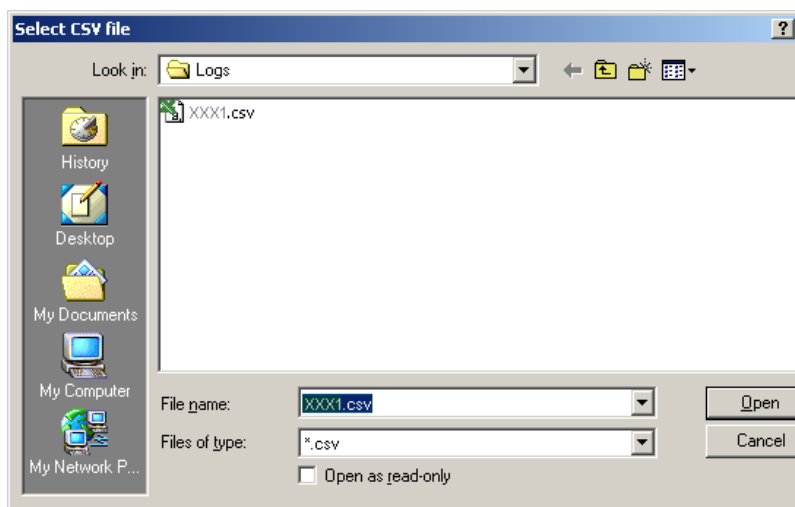 Select CSV file
?
Look in: Logs
XXX1.csv
History
Desktop
My Documents
My Computer
My Network P...
File name: XXX1.csv
Open
Files of type: *.csv
Cancel
Open as read-only